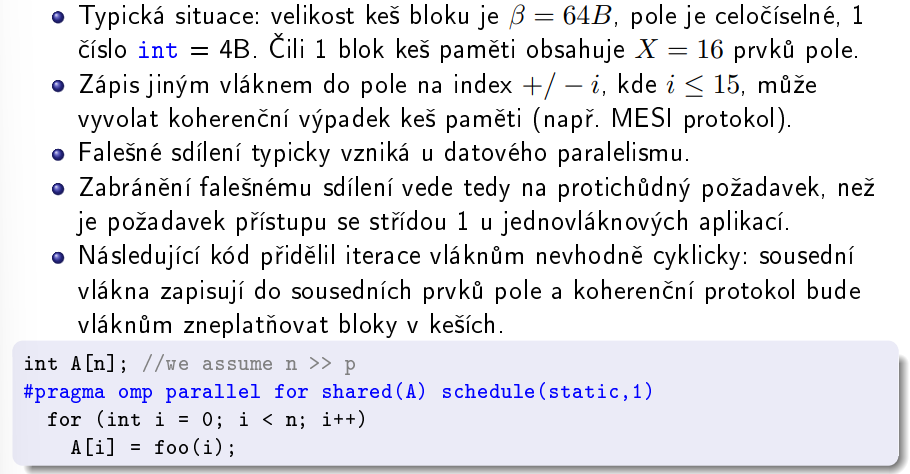 Typická situace: velikost keš bloku je β = 64B, pole je celočíselné, 1
číslo int = 4B. Čili 1 blok keš paměti obsahuje X = 16 prvků pole.
Zápis jiným vláknem do pole na index +/ − i, kde i ≤ 15, může
vyvolat koherenční výpadek keš paměti (např. MESI protokol).
Falešné sdílení typicky vzniká u datového paralelismu.
Zabránění falešnému sdílení vede tedy na protichůdný požadavek, než
je požadavek přístupu se střídou 1 u jednovláknových aplikací.
Následující kód přidělil iterace vláknům nevhodně cyklicky: sousední
vlákna zapisují do sousedních prvků pole a koherenční protokol bude
vláknům zneplatňovat bloky v keších.
int A[n]; //we assume n >> p
#pragma omp parallel for shared(A) schedule(static,1)
for (int i = 0; i < n; i++)
A[i] = foo(i);